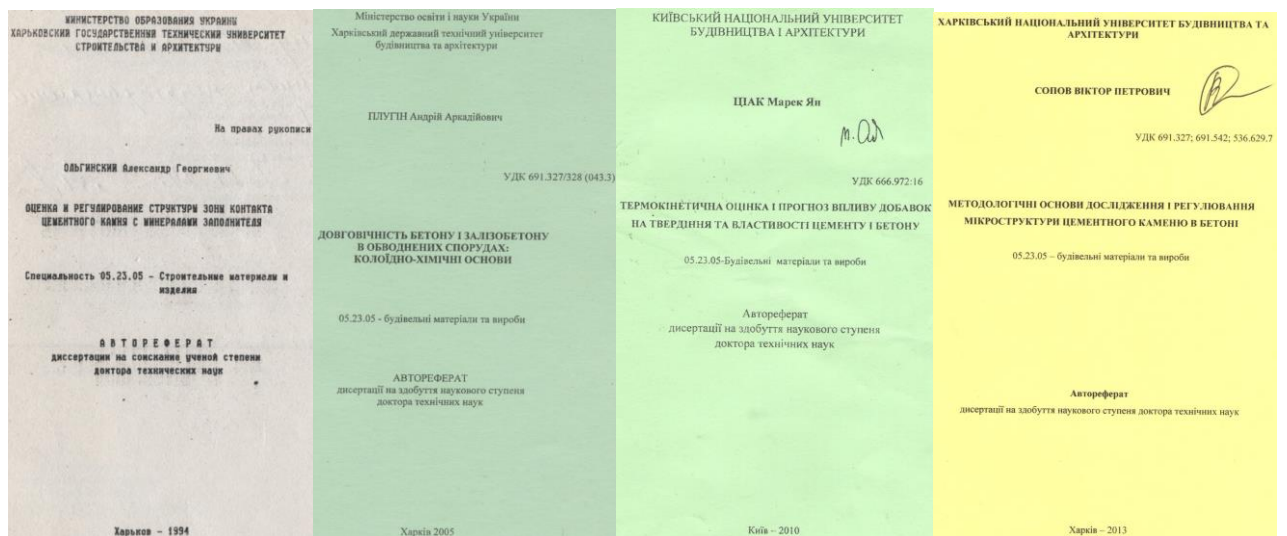 МИНИСТЕРСТВО ОБРАЗОВАНИЯ УКРАИНЫ
ХАРЬКОВСКИЙ ГОСУДАРСТВЕННЫЙ ТЕХНИЧЕСКИЙ УНИВЕРСИТЕТ
СТРОИТЕЛЬСТВА И АРХИТЕКТУРЫ
На правах рукописи
ОЛЬГИНСКИЙ Александр Георгиевич
ОЦЕНКА И РЕГУЛИРОВАНИЕ СТРУКТУРЫ ЗОНЫ КОНТАКТА
ЦЕМЕНТНОГО КАМНЯ С МИНЕРАЛАМИ ЗАПОЛНИТЕЛЯ
Специальность 05.23.05 – Строительные материалы и
изделия
А В Т О Р Е Ф Е Р А Т
диссертации на соискание ученой степени
доктора технических наук
Харьков – 1994
Міністерство освіти і науки України
Харківський державний технічний університет
будівництва та архітектури
ПЛУГІН Андрій Аркадійович
УДК 691.327/328 (043.3)
ДОВГОВІЧНІСТЬ БЕТОНУ І ЗАЛІЗОБЕТОНУ
В ОБВОДНЕНИХ СПОРУДАХ:
КОЛОЇДНО-ХІМІЧНІ ОСНОВИ
05.23.05 - будівельні матеріали та вироби
АВТОРЕФЕРАТ
дисертації на здобуття наукового ступеня
доктора технічних наук
Харків 2005
КИЇВСЬКИЙ НАЦІОНАЛЬНИЙ УНІВЕРСИТЕТ
БУДІВНИЦТВА І АРХІТЕКТУРИ
ЦІАК Марек Ян
УДК 666.972:16
ТЕРМОКІНЕТИЧНА ОЦІНКА І ПРОГНОЗ ВПЛИВУ ДОБАВОК
НА ТВЕРДІННЯ ТА ВЛАСТИВОСТІ ЦЕМЕНТУ І БЕТОНУ
05.23.05-Будівельні матеріали та вироби
Автореферат
дисертації на здобуття наукового ступеня
доктора технічних наук
Київ – 2010
ХАРКІВСЬКИЙ НАЦІОНАЛЬНИЙ УНІВЕРСИТЕТ БУДІВНИЦТВА ТА
АРХІТЕКТУРИ
СОПОВ ВІКТОР ПЕТРОВИЧ
УДК 691.327; 691.542; 536.629.7
МЕТОДОЛОГІЧНІ ОСНОВИ ДОСЛІДЖЕННЯ І РЕГУЛЮВАННЯ
МІКРОСТРУКТУРИ ЦЕМЕНТНОГО КАМЕНЮ В БЕТОНІ
05.23.05 – будівельні матеріали та вироби
Автореферат
дисертації на здобуття наукового ступеня доктора технічних наук
Харків – 2013